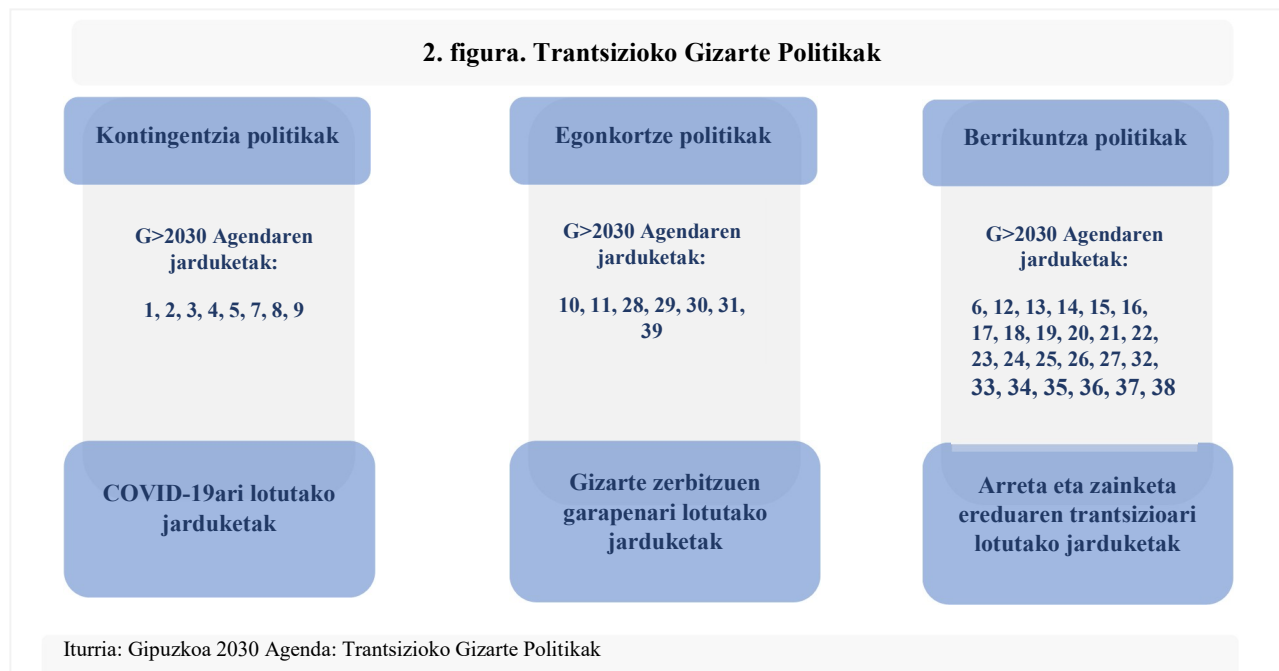 2. figura. Trantsizioko Gizarte Politikak
Kontingentzia politikak
G>2030 Agendaren
jarduketak:
1, 2, 3, 4, 5, 7, 8, 9
COVID-19ari lotutako
jarduketak
Egonkortze politikak
G>2030 Agendaren
jarduketak:
10, 11, 28, 29, 30, 31,
39
Gizarte zerbitzuen
garapenari lotutako
jarduketak
Berrikuntza politikak
G>2030 Agendaren
jarduketak:
6, 12, 13, 14, 15, 16,
17, 18, 19, 20, 21, 22,
23, 24, 25, 26, 27, 32,
33, 34, 35, 36, 37, 38
Arreta eta zainketa
ereduaren trantsizioari
lotutako jarduketak
Iturria: Gipuzkoa 2030 Agenda: Trantsizioko Gizarte Politikak